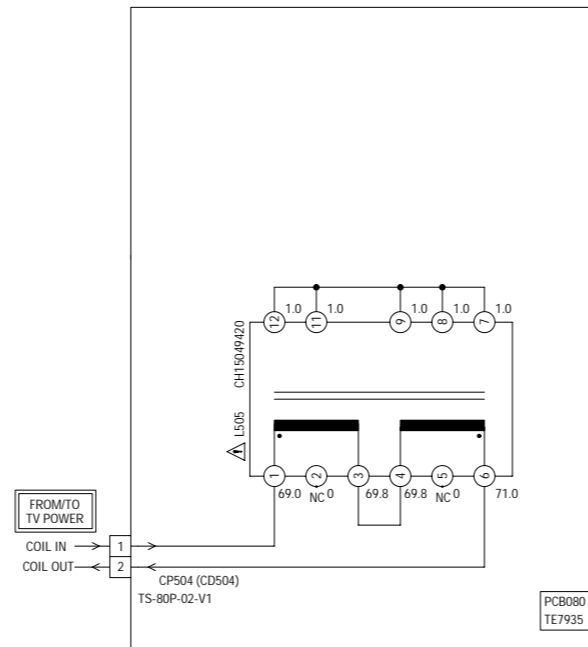 1.0 1.0 1.0 1.0 1.0
12 11 9 8 7
CH15049420
L505
!
1 2 3 4 5 6
69.0 NC 0 69.8 69.8 NC 0 71.0
FROM/TO
TV POWER
COIL IN 1
COIL OUT 2
CP504 (CD504)
TS-80P-02-V1
PCB080
TE7935